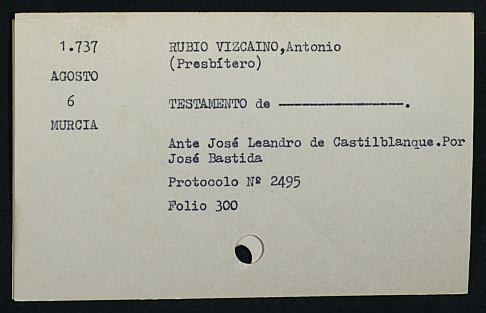 1.737
AGOSTO
6
MURCIA
RUBIO VIZCAINO,Antonio
(Presbítero)
TESTAMENTO de -----------------.
Ante José Leandro de Castilblanque.Por
José Bastida
Protocolo Nº 2495
Folio 300